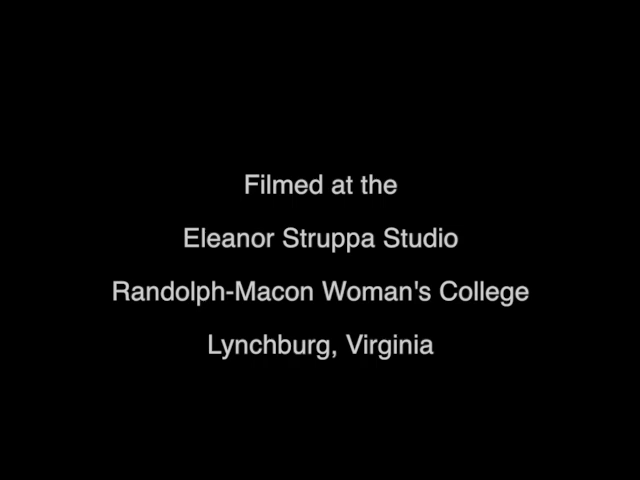 Filmed at the
Eleanor Struppa Studio
Randolph-Macon Woman's College
Lynchburg, Virginia